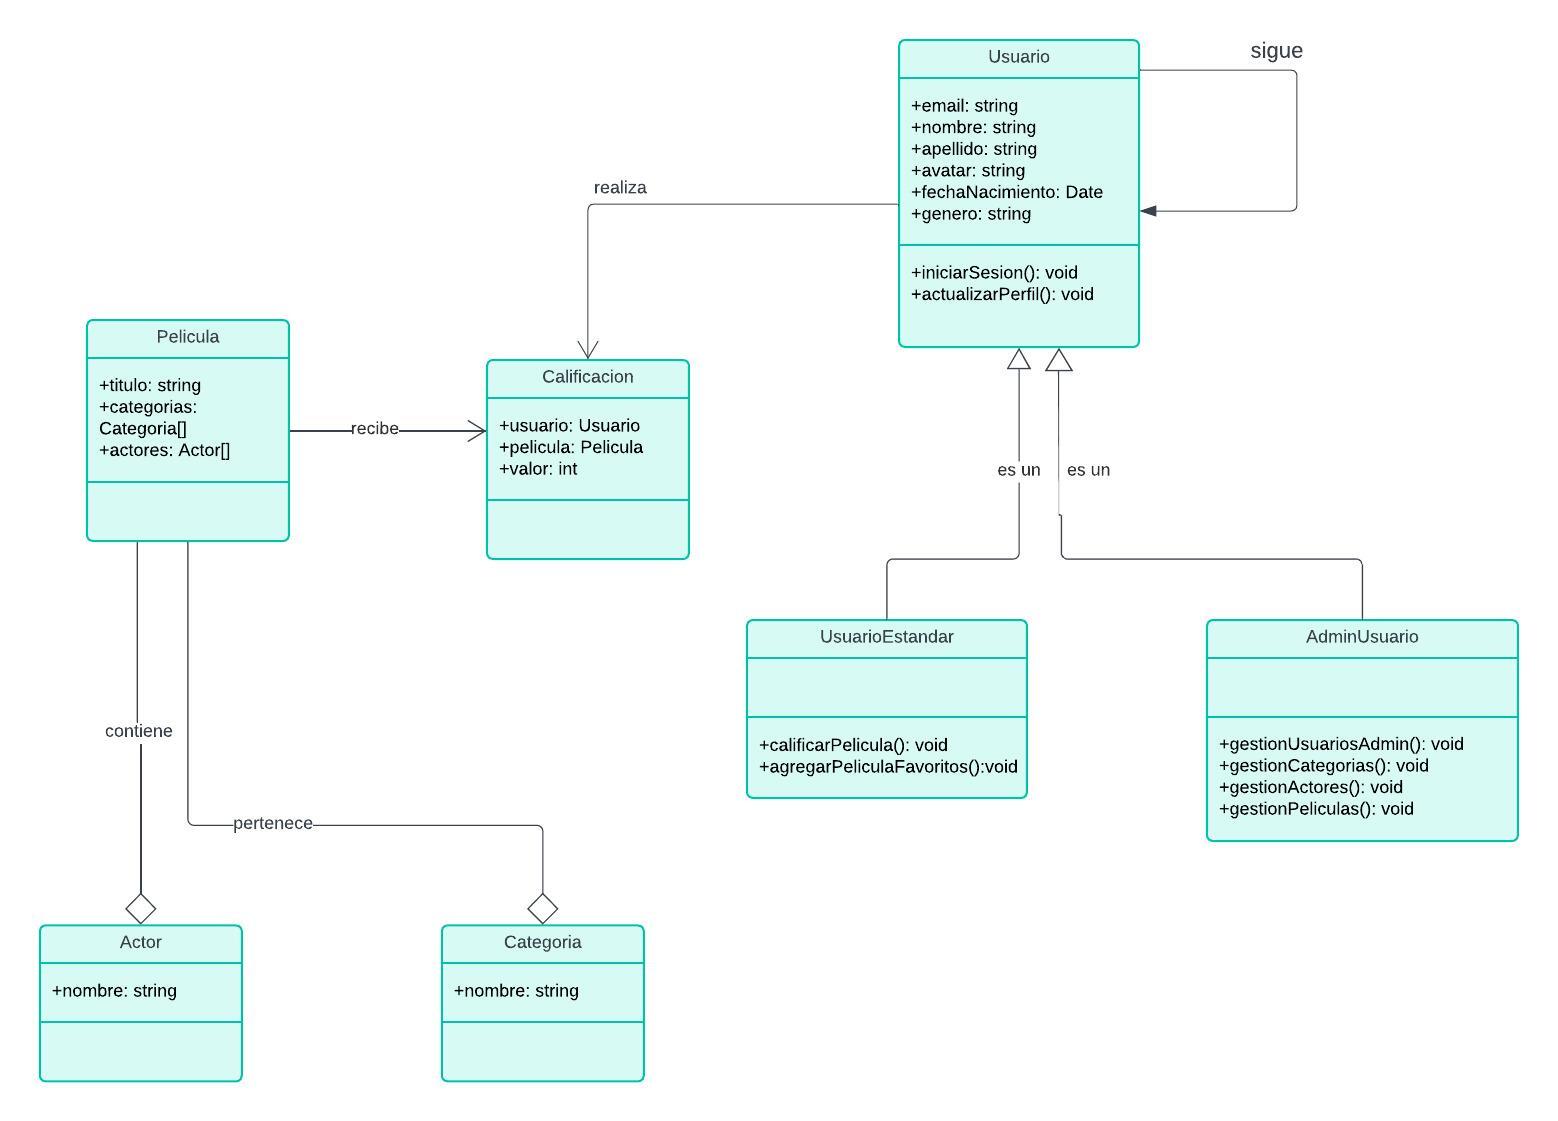 sigue
Usuario
+email: string
+nombre: string
+apellido: string
+avatar: string
+fechaNacimiento: Date
+genero: string
+iniciarSesion(): void
+actualizarPerfil(): void
realiza
Pelicula
+titulo: string
+categorias:
Categoria[]
+actores: Actor[]
recibe
Calificacion
+usuario: Usuario
+pelicula: Pelicula
+valor: int
es un
es un
UsuarioEstandar
+calificarPelicula(): void
+agregarPeliculaFavoritos():void
AdminUsuario
+gestionUsuariosAdmin(): void
+gestionCategorias(): void
+gestionActores(): void
+gestionPeliculas(): void
contiene
pertenece
Actor
+nombre: string
Categoria
+nombre: string